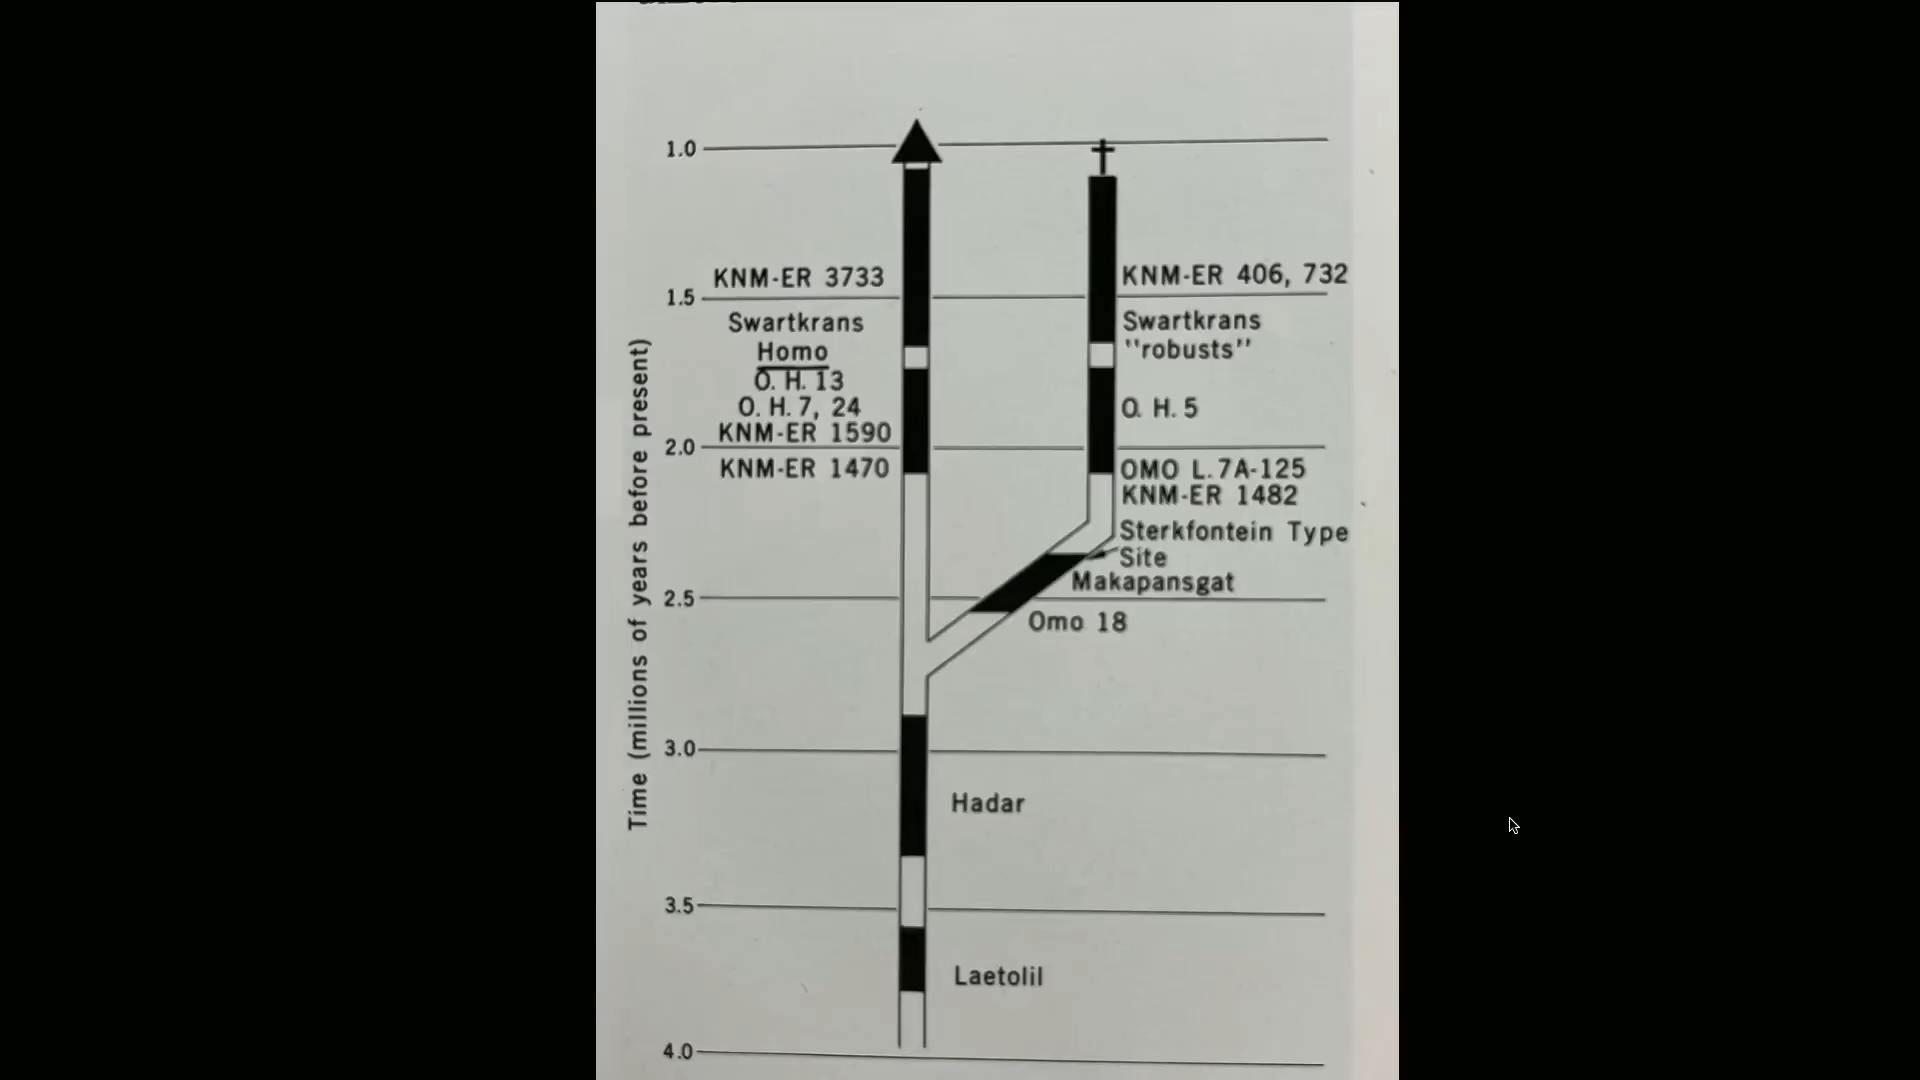 1.0
KNM-ER 3733
KNM-ER 406, 732
1.5
Swartkrans
Homo
O. H. 13
O. H. 7, 24
KNM-ER 1590
Swartkrans
"robusts"
O. H. 5
2.0
KNM-ER 1470
OMO L. 7A-125
KNM-ER 1482
Sterkfontein Type
Site
Makapansgat
2.5
Omo 18
3.0
Hadar
3.5
Laetolil
4.0
Time (millions of years before present)